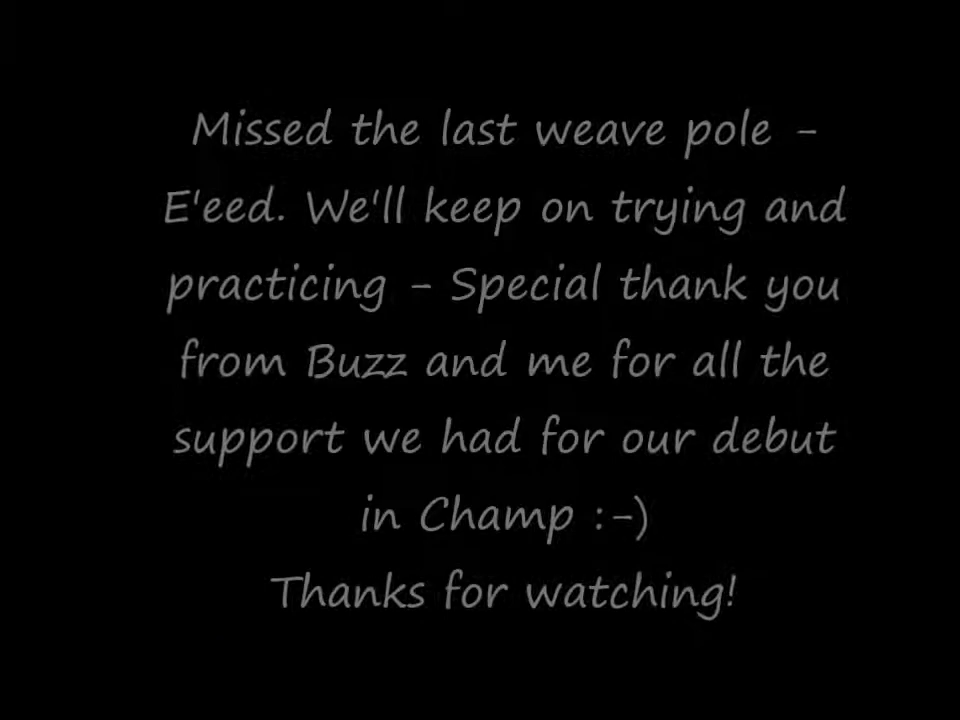 Missed the last weave pole -
E'eed. We'll keep on trying and
practicing - Special thank you
from Buzz and me for all the
support we had for our debut
in Champ :-)
Thanks for watching!